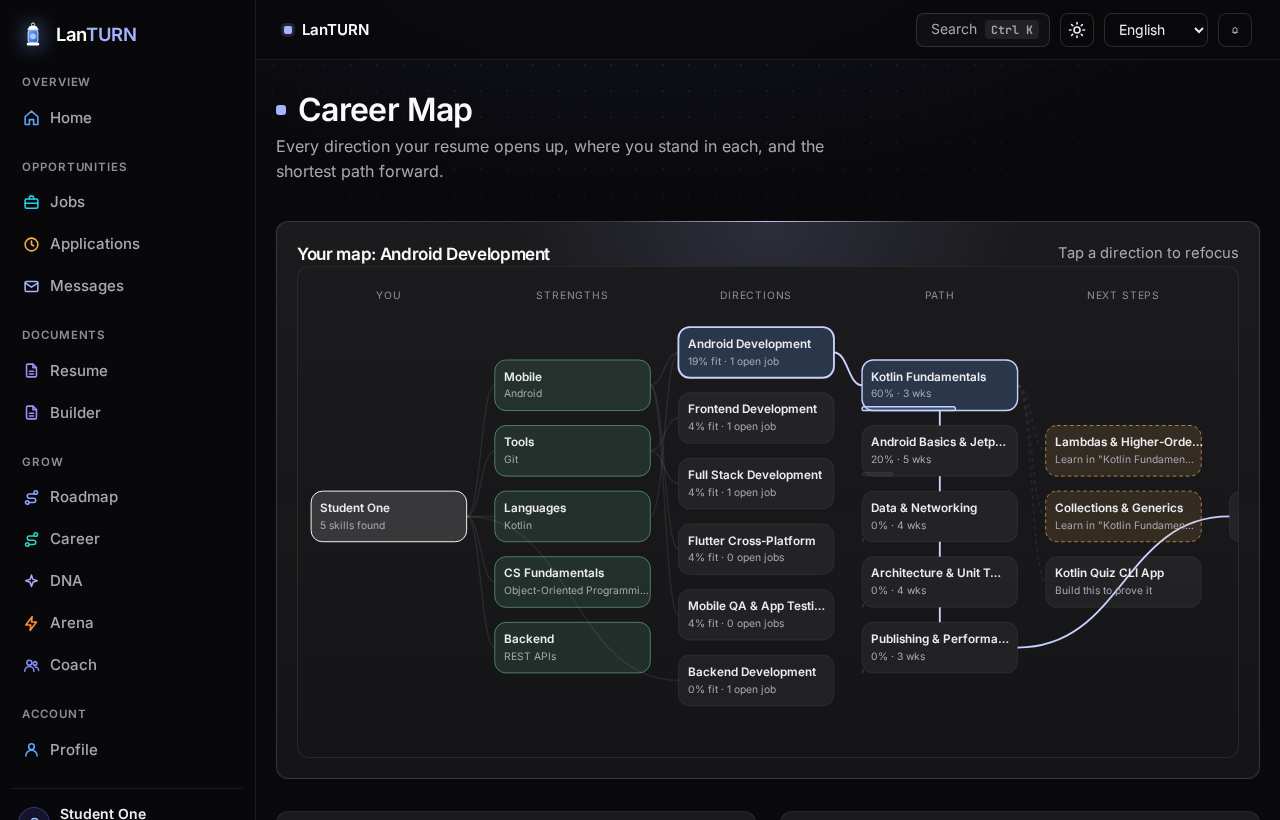 LanTURN
OVERVIEW
Home
OPPORTUNITIES
Jobs
Applications
Messages
DOCUMENTS
Resume
Builder
GROW
Roadmap
Career
DNA
Arena
Coach
ACCOUNT
Profile
Student One
LanTURN
Search Ctrl K
English
Career Map
Every direction your resume opens up, where you stand in each, and the
shortest path forward.
Your map: Android Development
Tap a direction to refocus
YOU
STRENGTHS
DIRECTIONS
PATH
NEXT STEPS
Student One
5 skills found
Mobile
Android
Tools
Git
Languages
Kotlin
CS Fundamentals
Object-Oriented Programmi...
Backend
REST APIs
Android Development
19% fit · 1 open job
Frontend Development
4% fit · 1 open job
Full Stack Development
4% fit · 1 open job
Flutter Cross-Platform
4% fit · 0 open jobs
Mobile QA & App Testi...
4% fit · 0 open jobs
Backend Development
0% fit · 1 open job
Kotlin Fundamentals
60% · 3 wks
Android Basics & Jetp...
20% · 5 wks
Data & Networking
0% · 4 wks
Architecture & Unit T...
0% · 4 wks
Publishing & Performa...
0% · 3 wks
Lambdas & Higher-Orde...
Learn in "Kotlin Fundamen...
Collections & Generics
Learn in "Kotlin Fundamen...
Kotlin Quiz CLI App
Build this to prove it